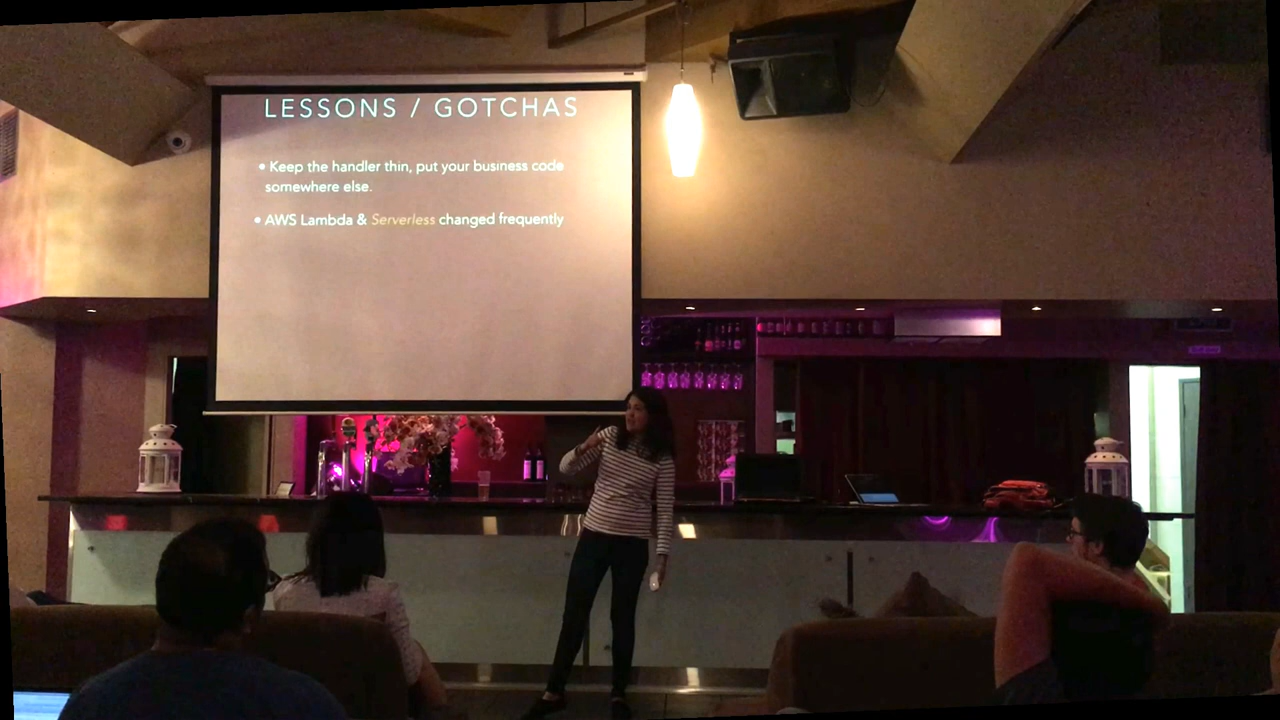 LESSONS / GOTCHAS
• Keep the handler thin, put your business code
somewhere else.
• AWS Lambda & Serverless changed frequently